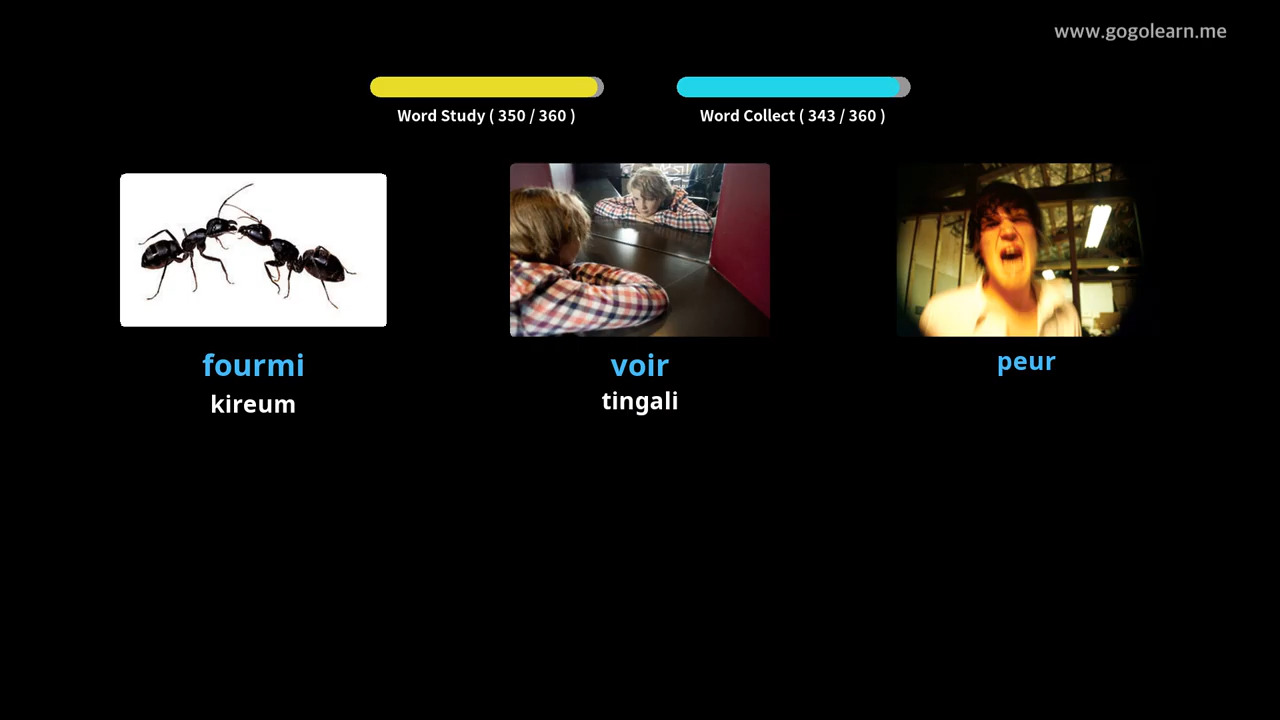 www.gogolearn.me
Word Study ( 350 / 360 )
Word Collect ( 343 / 360 )
fourmi
kireum
voir
tingali
peur